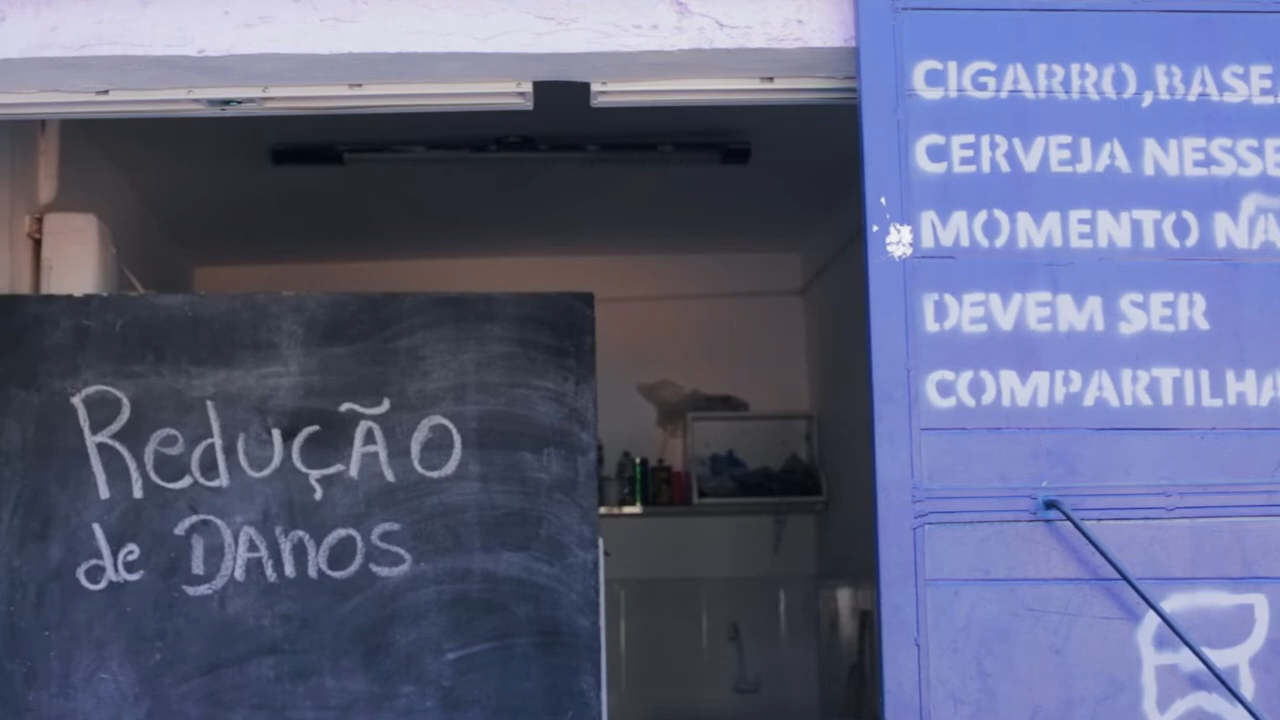 Redução
de Danos
CIGARRO, BASE
CERVEJA NESSE
MOMENTO NÃ
DEVEM SER
COMPARTILHA